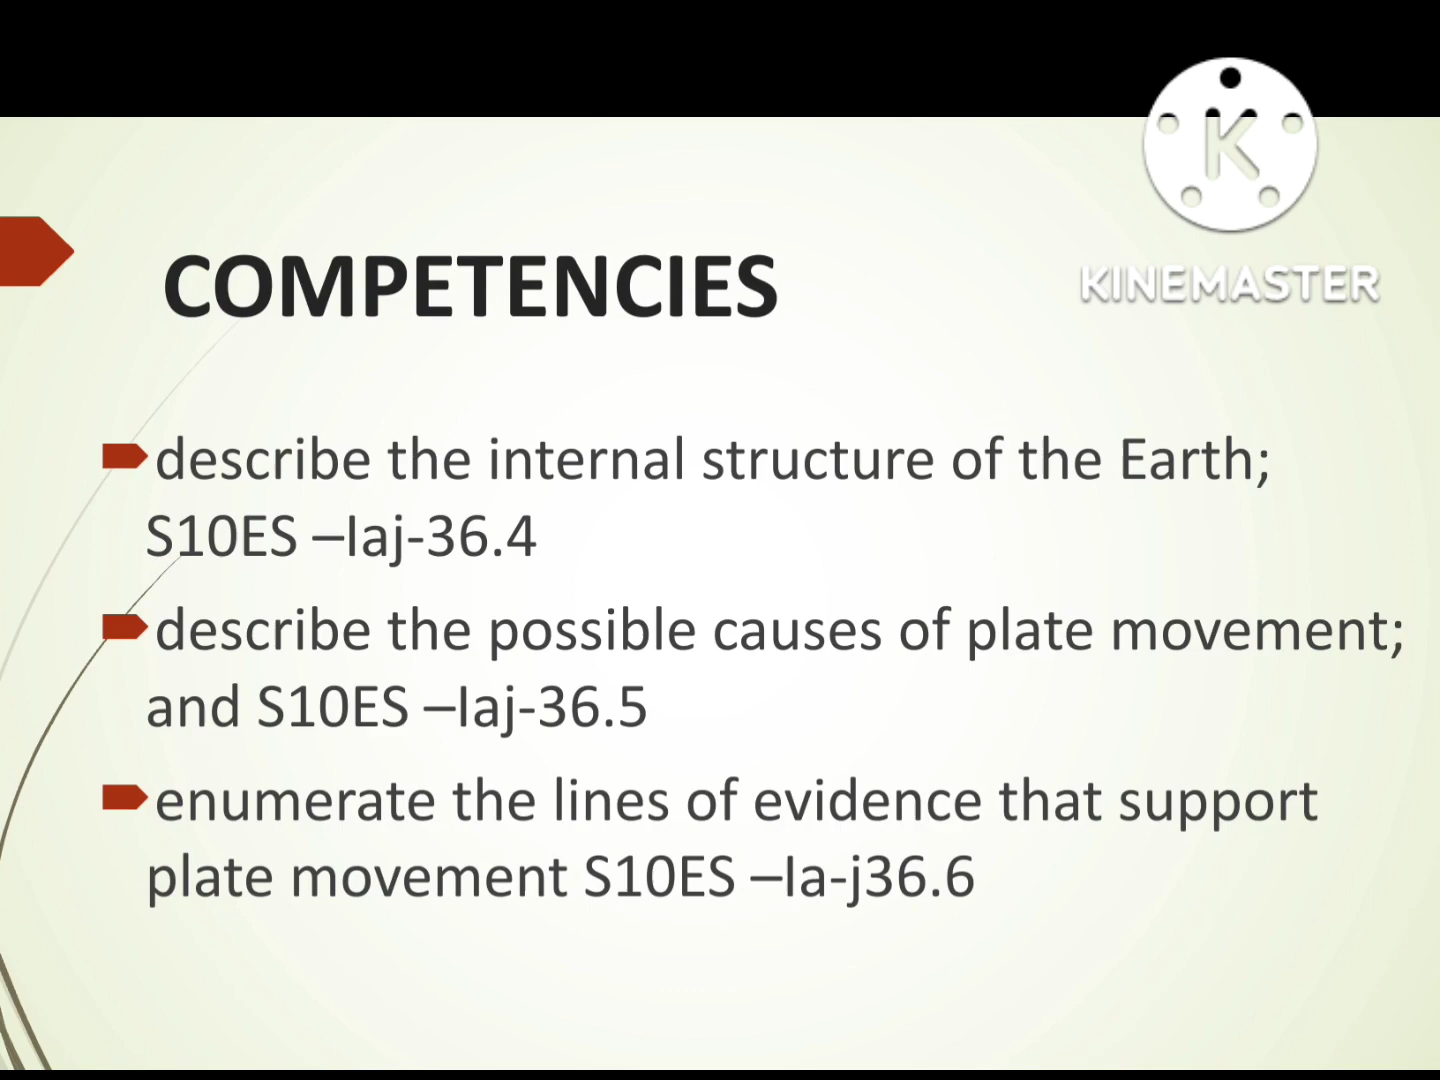 K
KINEMASTER
COMPETENCIES
describe the internal structure of the Earth;
S10ES –Iaj-36.4
describe the possible causes of plate movement;
and S10ES –Iaj-36.5
enumerate the lines of evidence that support
plate movement S10ES –Ia-j36.6